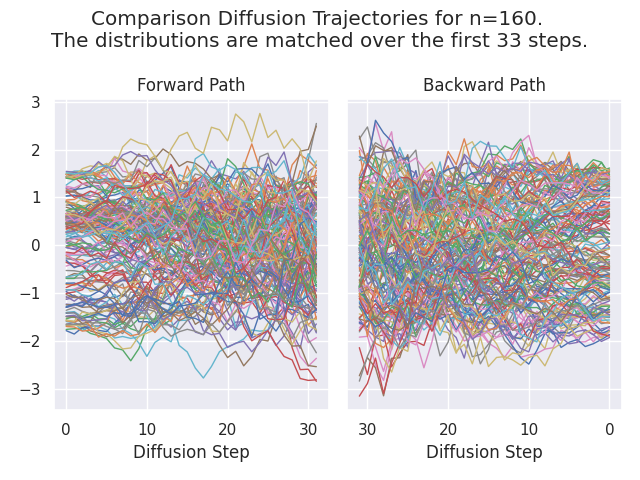 Comparison Diffusion Trajectories for n=160.
The distributions are matched over the first 33 steps.
Forward Path
Backward Path
3
2
1
0
−1
−2
−3
0 10 20 30
30 20 10 0
Diffusion Step
Diffusion Step